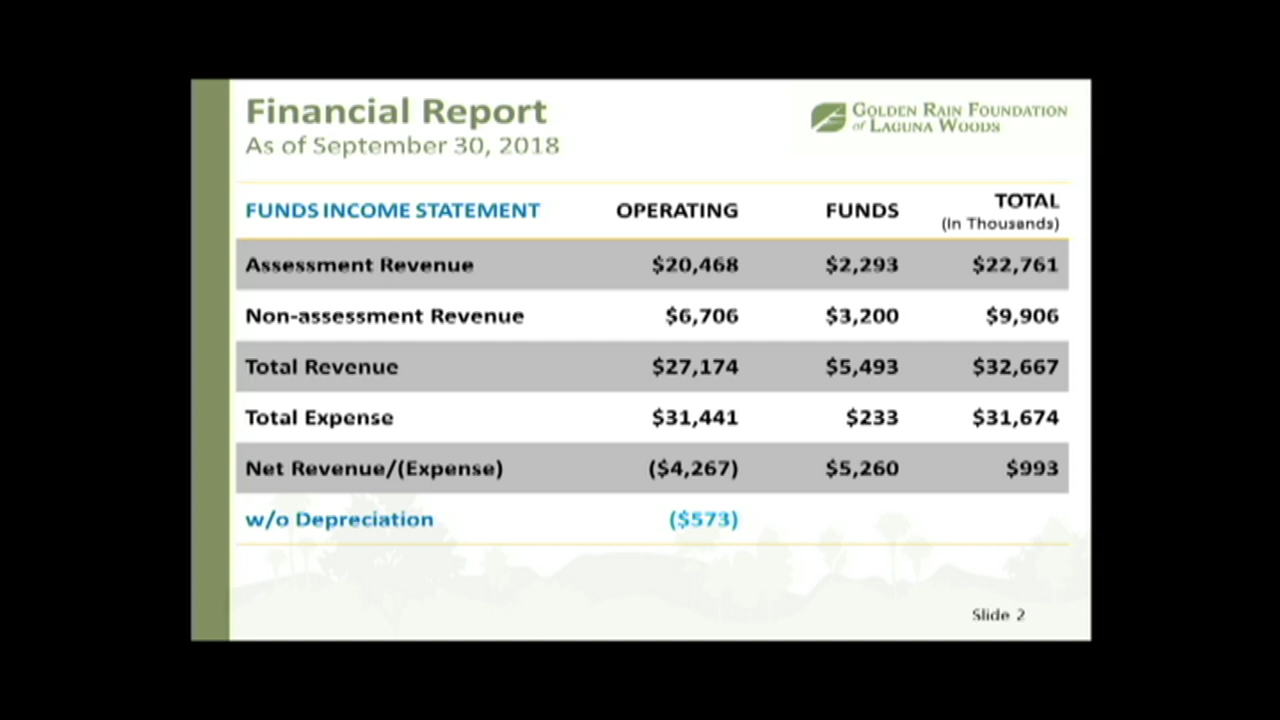 Financial Report
As of September 30, 2018
GOLDEN RAIN FOUNDATION
of LAGUNA WOODS
FUNDS INCOME STATEMENT OPERATING FUNDS TOTAL
(In Thousands)
Assessment Revenue $20,468 $2,293 $22,761
Non-assessment Revenue $6,706 $3,200 $9,906
Total Revenue $27,174 $5,493 $32,667
Total Expense $31,441 $233 $31,674
Net Revenue/(Expense) ($4,267) $5,260 $993
w/o Depreciation ($573)
Slide 2